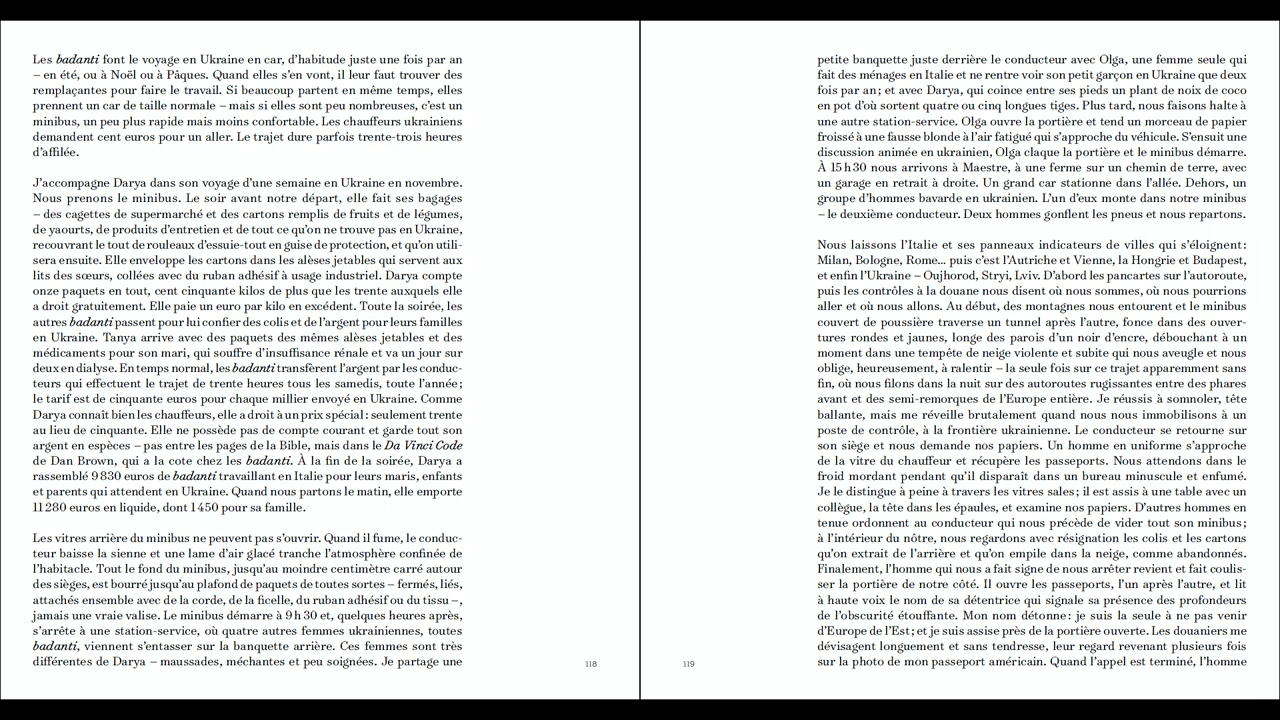 Les badanti font le voyage en Ukraine en car, d’habitude juste une fois par an
– en été, ou à Noël ou à Pâques. Quand elles s’en vont, il leur faut trouver des
remplaçantes pour faire le travail. Si beaucoup partent en même temps, elles
prennent un car de taille normale – mais si elles sont peu nombreuses, c’est un
minibus, un peu plus rapide mais moins confortable. Les chauffeurs ukrainiens
demandent cent euros pour un aller. Le trajet dure parfois trente-trois heures
d’affilée.
J’accompagne Darya dans son voyage d’une semaine en Ukraine en novembre.
Nous prenons le minibus. Le soir avant notre départ, elle fait ses bagages
– des cagettes de supermarché et des cartons remplis de fruits et de légumes,
de yaourts, de produits d’entretien et de tout ce qu’on ne trouve pas en Ukraine,
recouvrant le tout de rouleaux d’essuie-tout en guise de protection, et qu’on utili-
sera ensuite. Elle enveloppe les cartons dans les alèses jetables qui servent aux
lits des sœurs, collées avec du ruban adhésif à usage industriel. Darya compte
onze paquets en tout, cent cinquante kilos de plus que les trente auxquels elle
a droit gratuitement. Elle paie un euro par kilo en excédent. Toute la soirée, les
autres badanti passent pour lui confier des colis et de l’argent pour leurs familles
en Ukraine. Tanya arrive avec des paquets des mêmes alèses jetables et des
médicaments pour son mari, qui souffre d’insuffisance rénale et va un jour sur
deux en dialyse. En temps normal, les badanti transfèrent l’argent par les conduc-
teurs qui effectuent le trajet de trente heures tous les samedis, toute l’année ;
le tarif est de cinquante euros pour chaque millier envoyé en Ukraine. Comme
Darya connaît bien les chauffeurs, elle a droit à un prix spécial : seulement trente
au lieu de cinquante. Elle ne possède pas de compte courant et garde tout son
argent en espèces – pas entre les pages de la Bible, mais dans le Da Vinci Code
de Dan Brown, qui a la cote chez les badanti. À la fin de la soirée, Darya a
rassemblé 9 830 euros de badanti travaillant en Italie pour leurs maris, enfants
et parents qui attendent en Ukraine. Quand nous partons le matin, elle emporte
11 280 euros en liquide, dont 1 450 pour sa famille.
Les vitres arrière du minibus ne peuvent pas s’ouvrir. Quand il fume, le conduc-
teur baisse la sienne et une lame d’air glacé tranche l’atmosphère confinée de
l’habitacle. Tout le fond du minibus, jusqu’au moindre centimètre carré autour
des sièges, est bourré jusqu’au plafond de paquets de toutes sortes – fermés, liés,
attachés ensemble avec de la corde, de la ficelle, du ruban adhésif ou du tissu –,
jamais une vraie valise. Le minibus démarre à 9 h 30 et, quelques heures après,
s’arrête à une station-service, où quatre autres femmes ukrainiennes, toutes
badanti, viennent s’entasser sur la banquette arrière. Ces femmes sont très
différentes de Darya – maussades, méchantes et peu soignées. Je partage une
118
petite banquette juste derrière le conducteur avec Olga, une femme seule qui
fait des ménages en Italie et ne rentre voir son petit garçon en Ukraine que deux
fois par an ; et avec Darya, qui coince entre ses pieds un plant de noix de coco
en pot d’où sortent quatre ou cinq longues tiges. Plus tard, nous faisons halte à
une autre station-service. Olga ouvre la portière et tend un morceau de papier
froissé à une fausse blonde à l’air fatigué qui s’approche du véhicule. S’ensuit une
discussion animée en ukrainien, Olga claque la portière et le minibus démarre.
À 15 h 30 nous arrivons à Maestre, à une ferme sur un chemin de terre, avec
un garage en retrait à droite. Un grand car stationne dans l’allée. Dehors, un
groupe d’hommes bavarde en ukrainien. L’un d’eux monte dans notre minibus
– le deuxième conducteur. Deux hommes gonflent les pneus et nous repartons.
Nous laissons l’Italie et ses panneaux indicateurs de villes qui s’éloignent :
Milan, Bologne, Rome... puis c’est l’Autriche et Vienne, la Hongrie et Budapest,
et enfin l’Ukraine – Oujhorod, Stryi, Lviv. D’abord les pancartes sur l’autoroute,
puis les contrôles à la douane nous disent où nous sommes, où nous pourrions
aller et où nous allons. Au début, des montagnes nous entourent et le minibus
couvert de poussière traverse un tunnel après l’autre, fonce dans des ouver-
tures rondes et jaunes, longe des parois d’un noir d’encre, débouchant à un
moment dans une tempête de neige violente et subite qui nous aveugle et nous
oblige, heureusement, à ralentir – la seule fois sur ce trajet apparemment sans
fin, où nous filons dans la nuit sur des autoroutes rugissantes entre des phares
avant et des semi-remorques de l’Europe entière. Je réussis à somnoler, tête
ballante, mais me réveille brutalement quand nous nous immobilisons à un
poste de contrôle, à la frontière ukrainienne. Le conducteur se retourne sur
son siège et nous demande nos papiers. Un homme en uniforme s’approche
de la vitre du chauffeur et récupère les passeports. Nous attendons dans le
froid mordant pendant qu’il disparaît dans un bureau minuscule et enfumé.
Je le distingue à peine à travers les vitres sales ; il est assis à une table avec un
collègue, la tête dans les épaules, et examine nos papiers. D’autres hommes en
tenue ordonnent au conducteur qui nous précède de vider tout son minibus ;
à l’intérieur du nôtre, nous regardons avec résignation les colis et les cartons
qu’on extrait de l’arrière et qu’on empile dans la neige, comme abandonnés.
Finalement, l’homme qui nous a fait signe de nous arrêter revient et fait coulis-
ser la portière de notre côté. Il ouvre les passeports, l’un après l’autre, et lit
à haute voix le nom de sa détentrice qui signale sa présence des profondeurs
de l’obscurité étouffante. Mon nom détonne : je suis la seule à ne pas venir
d’Europe de l’Est ; et je suis assise près de la portière ouverte. Les douaniers me
dévisagent longuement et sans tendresse, leur regard revenant plusieurs fois
sur la photo de mon passeport américain. Quand l’appel est terminé, l’homme
119